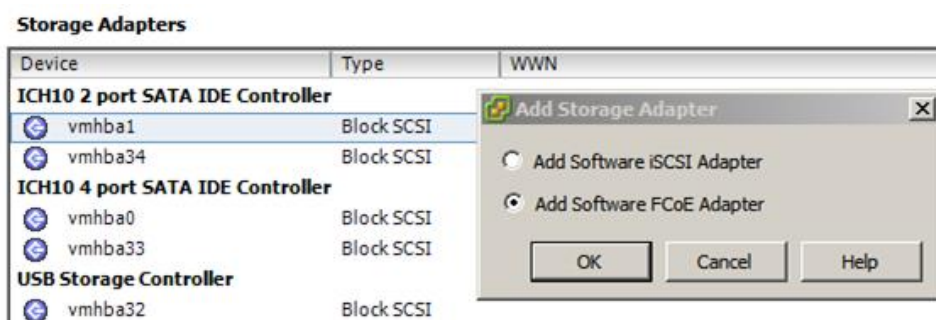 Storage Adapters
Device Type WWN
ICH10 2 port SATA IDE Controller
vmhba1 Block SCSI
vmhba34 Block SCSI
ICH10 4 port SATA IDE Controller
vmhba0 Block SCSI
vmhba33 Block SCSI
USB Storage Controller
vmhba32 Block SCSI
Add Storage Adapter
Add Software iSCSI Adapter
Add Software FCoE Adapter
OK Cancel Help